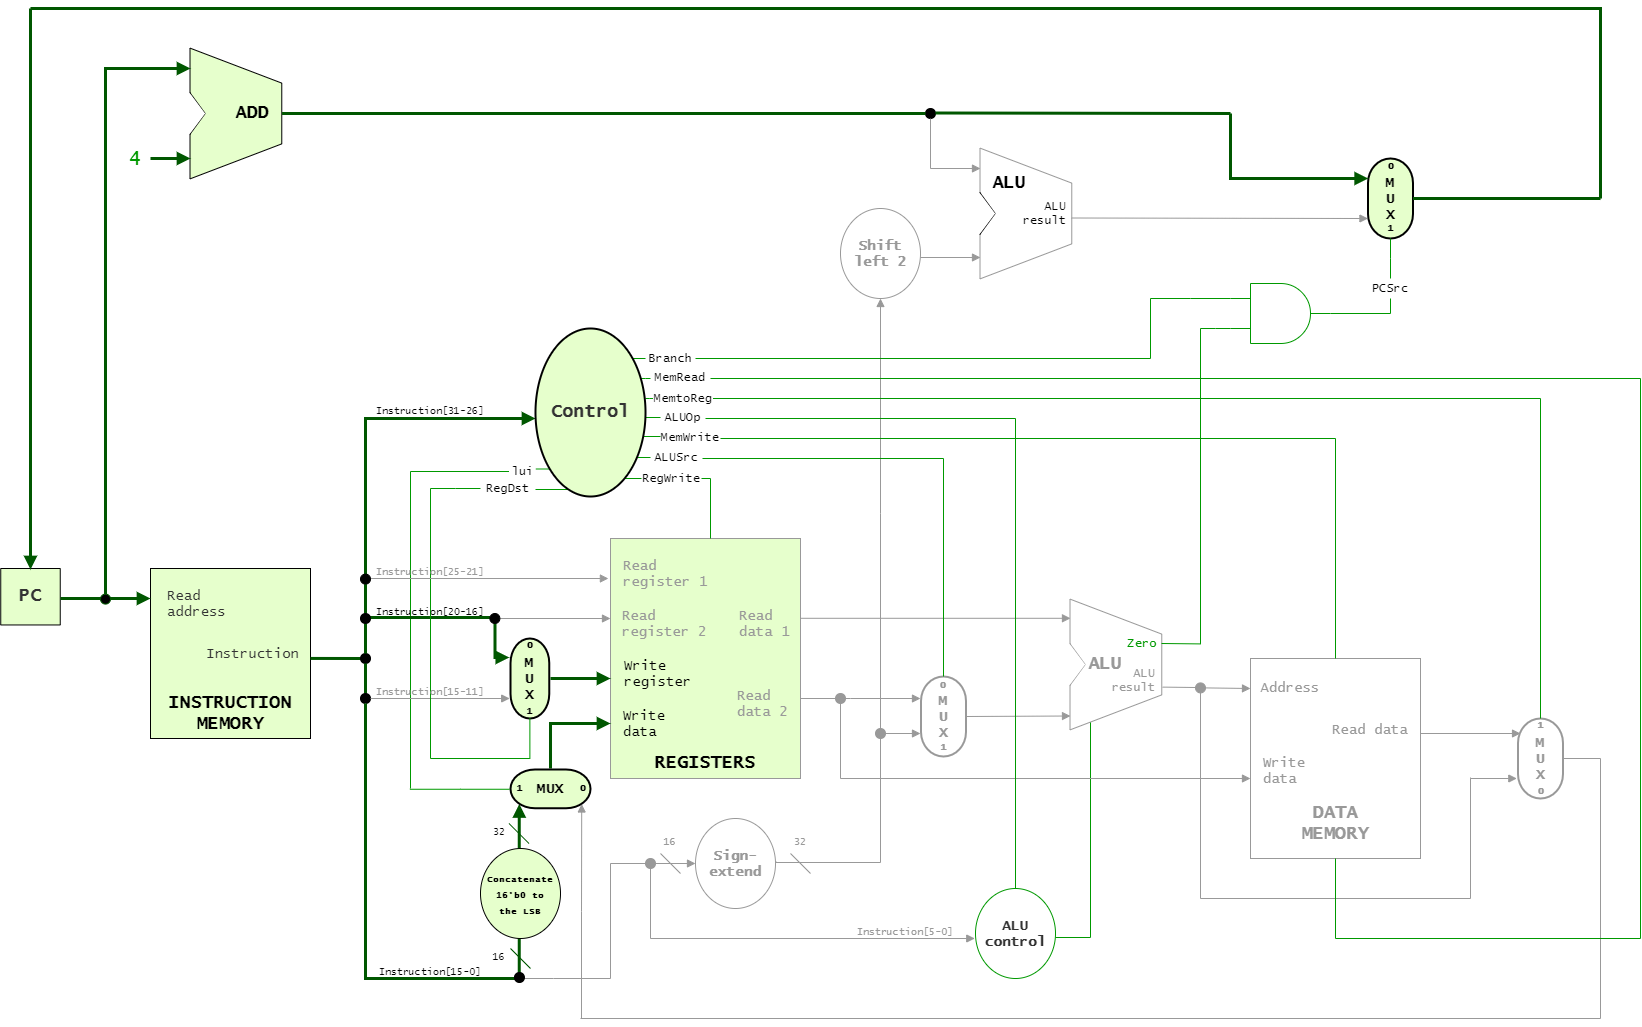 ADD
4
0
M
U
X
1
ALU
ALU
result
Shift
left 2
PCSrc
Branch
MemRead
MemtoReg
ALUOp
MemWrite
ALUSrc
RegWrite
Control
Instruction[31-26]
lui
RegDst
PC
Read
address
Instruction
INSTRUCTION
MEMORY
Instruction[25-21]
Instruction[20-16]
Instruction[15-11]
0
M
U
X
1
Read
register 1
Read
register 2
Write
register
Write
data
Read
data 1
Read
data 2
REGISTERS
1 MUX 0
32
Concatenate
16'b0 to
the LSB
16
Instruction[15-0]
16
Sign-
extend
32
Instruction[5-0]
ALU
control
0
M
U
X
1
Zero
ALU
ALU
result
Address
Read data
Write
data
DATA
MEMORY
1
M
U
X
0